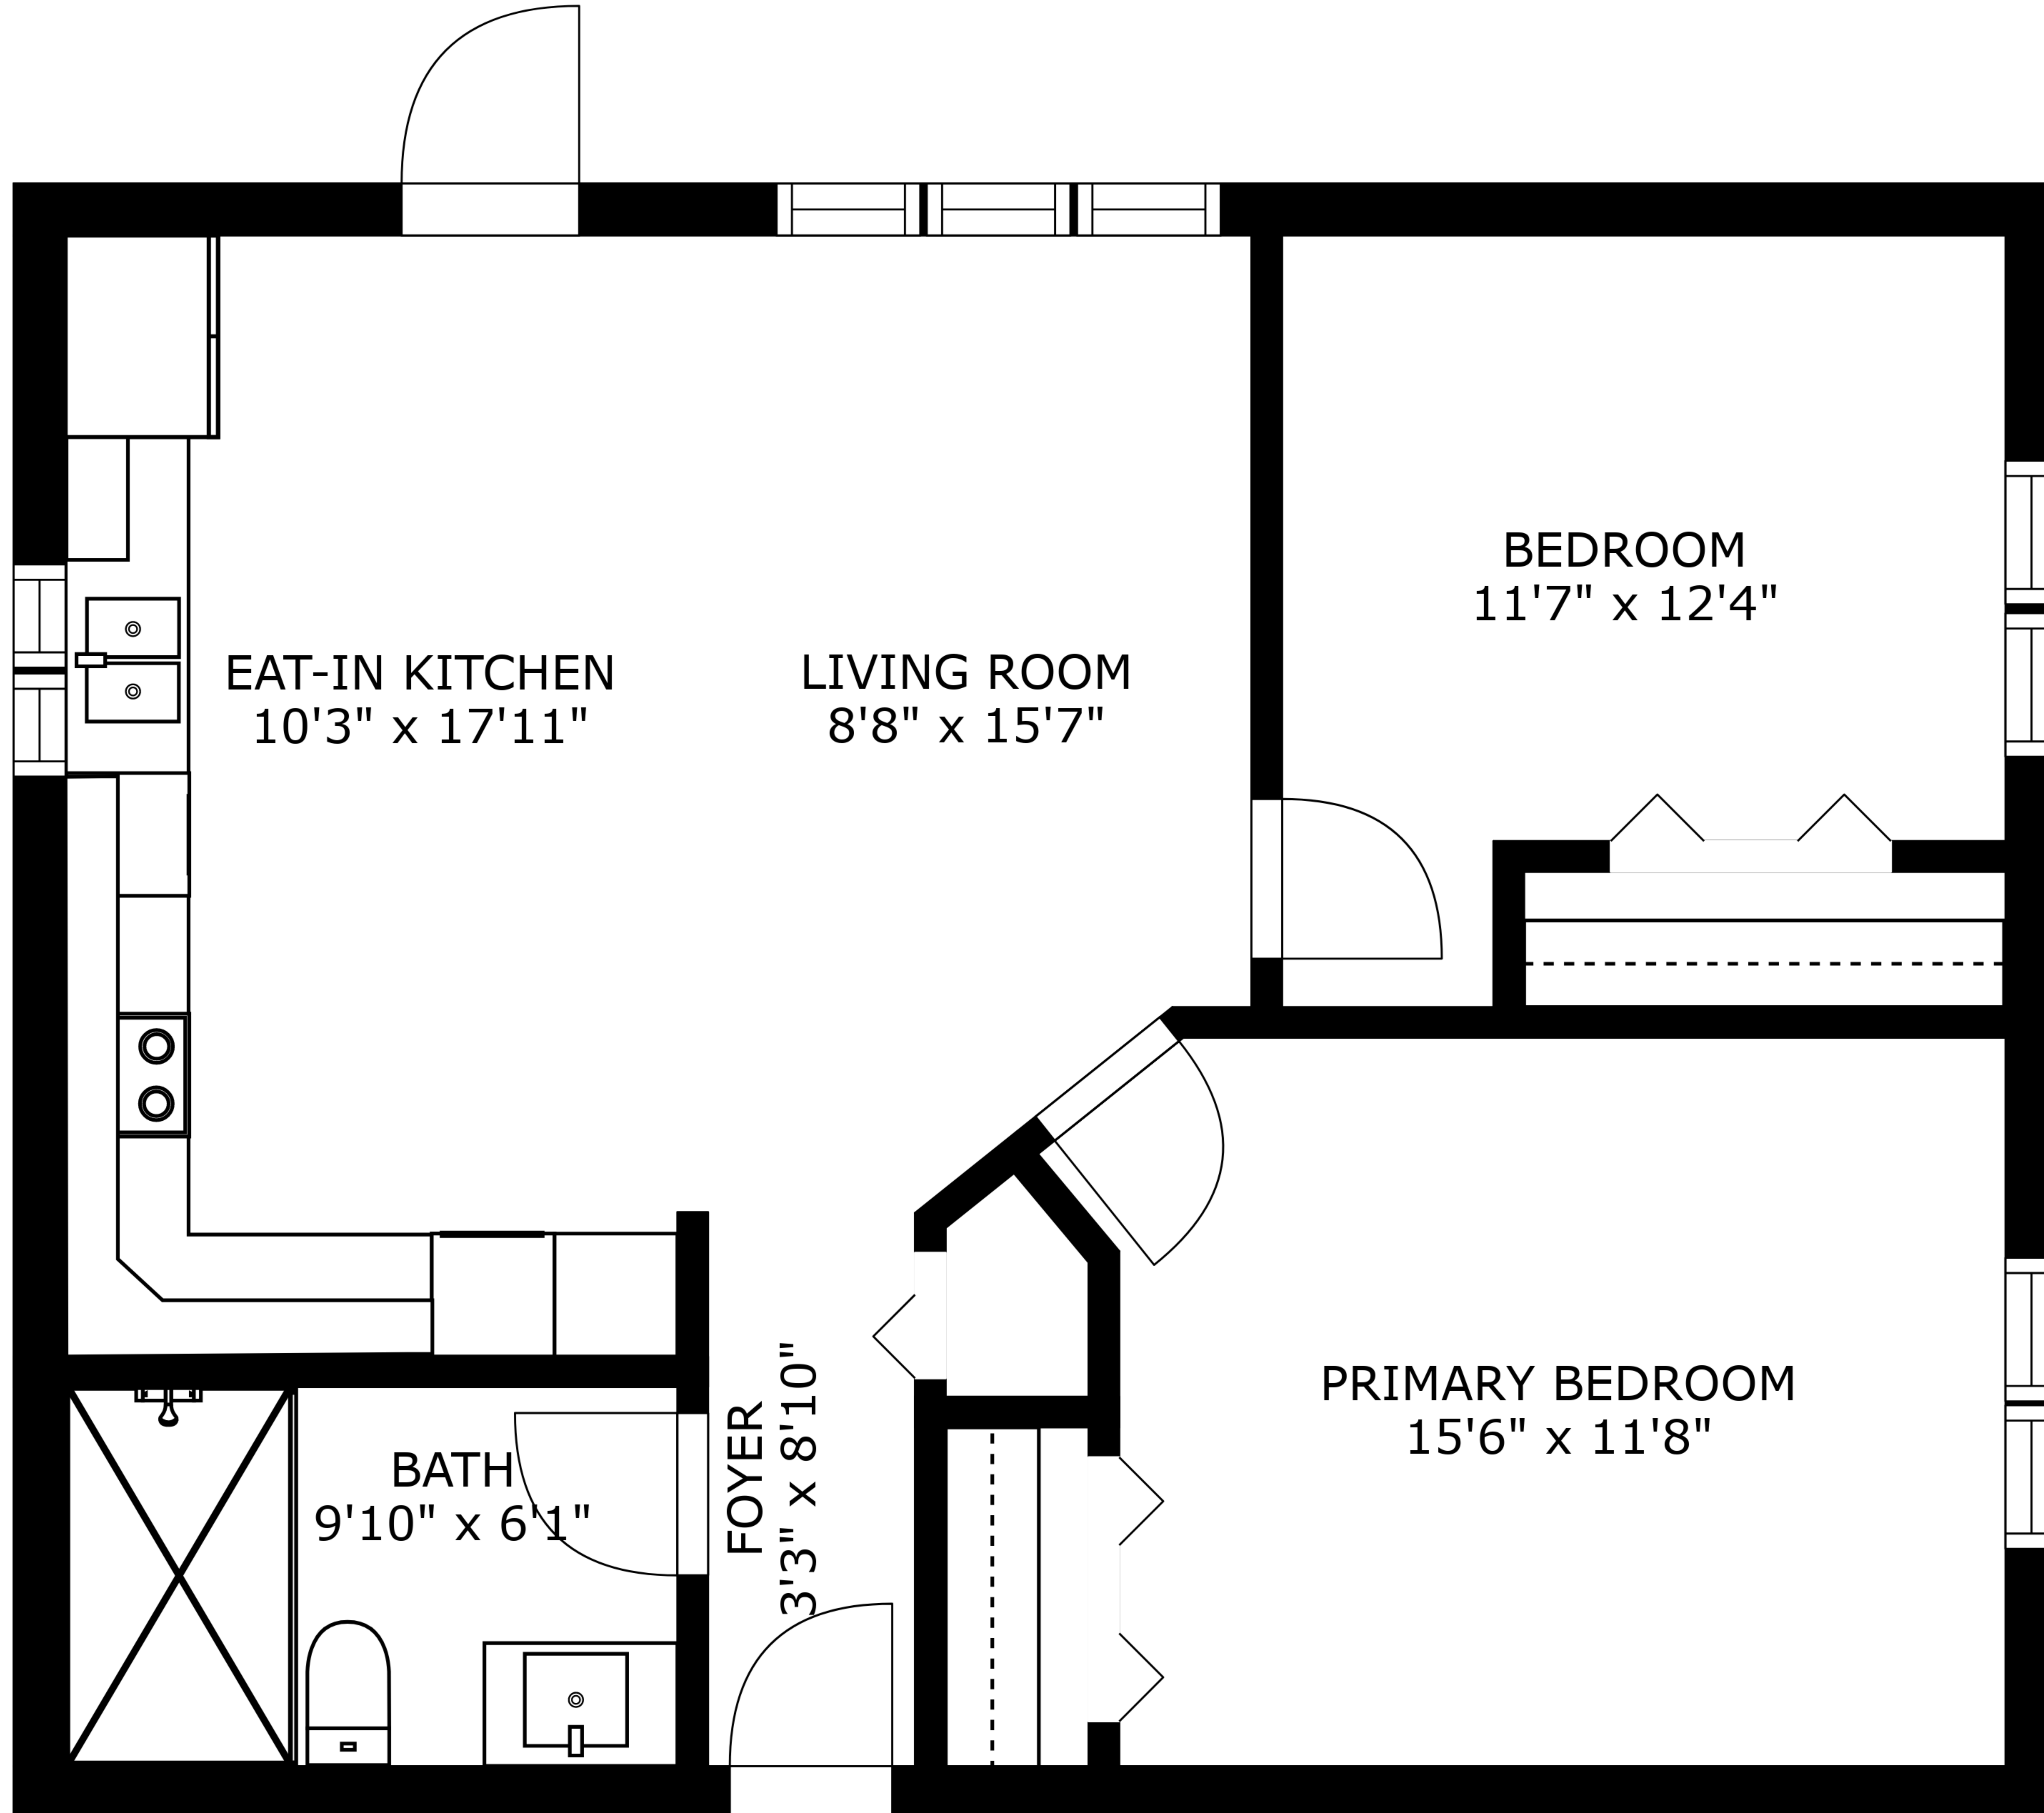 BEDROOM
11'7" x 12'4"
EAT-IN KITCHEN
10'3" x 17'11"
LIVING ROOM
8'8" x 15'7"
PRIMARY BEDROOM
15'6" x 11'8"
BATH
9'10" x 6'1"
FOYER
3'3" x 8'10"